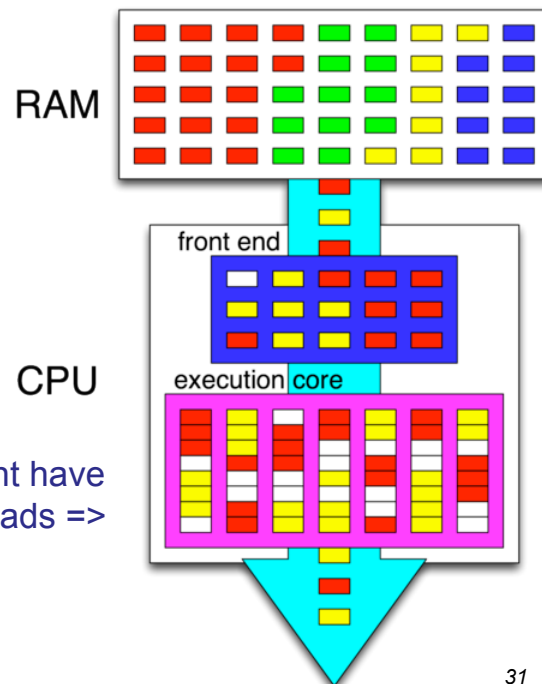 RAM
front end
CPU
execution core
nt have
ads =>
31